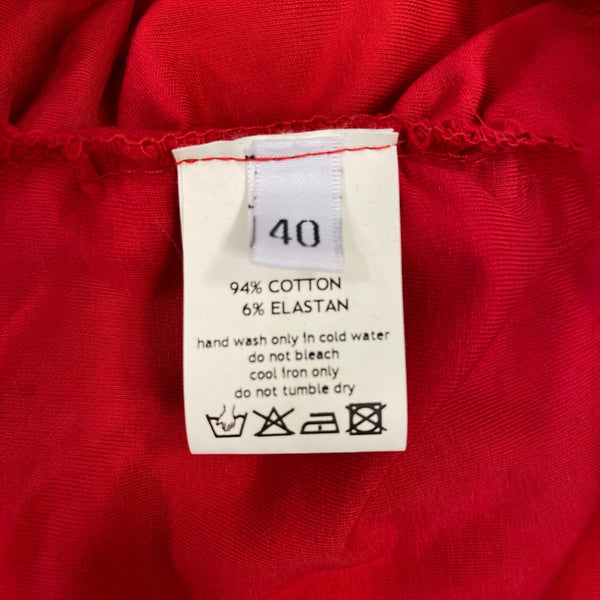 40
94% COTTON
6% ELASTAN
hand wash only in cold water
do not bleach
cool iron only
do not tumble dry